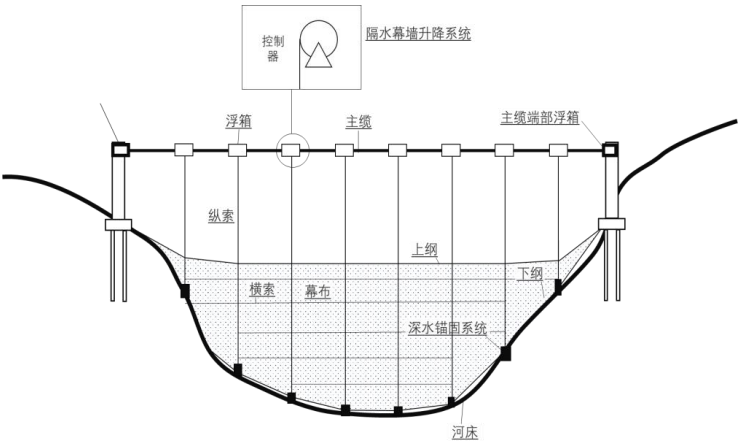 控制
器
隔水幕墙升降系统
浮箱
主缆
主缆端部浮箱
纵索
上纲
下纲
横索
幕布
深水锚固系统
河床